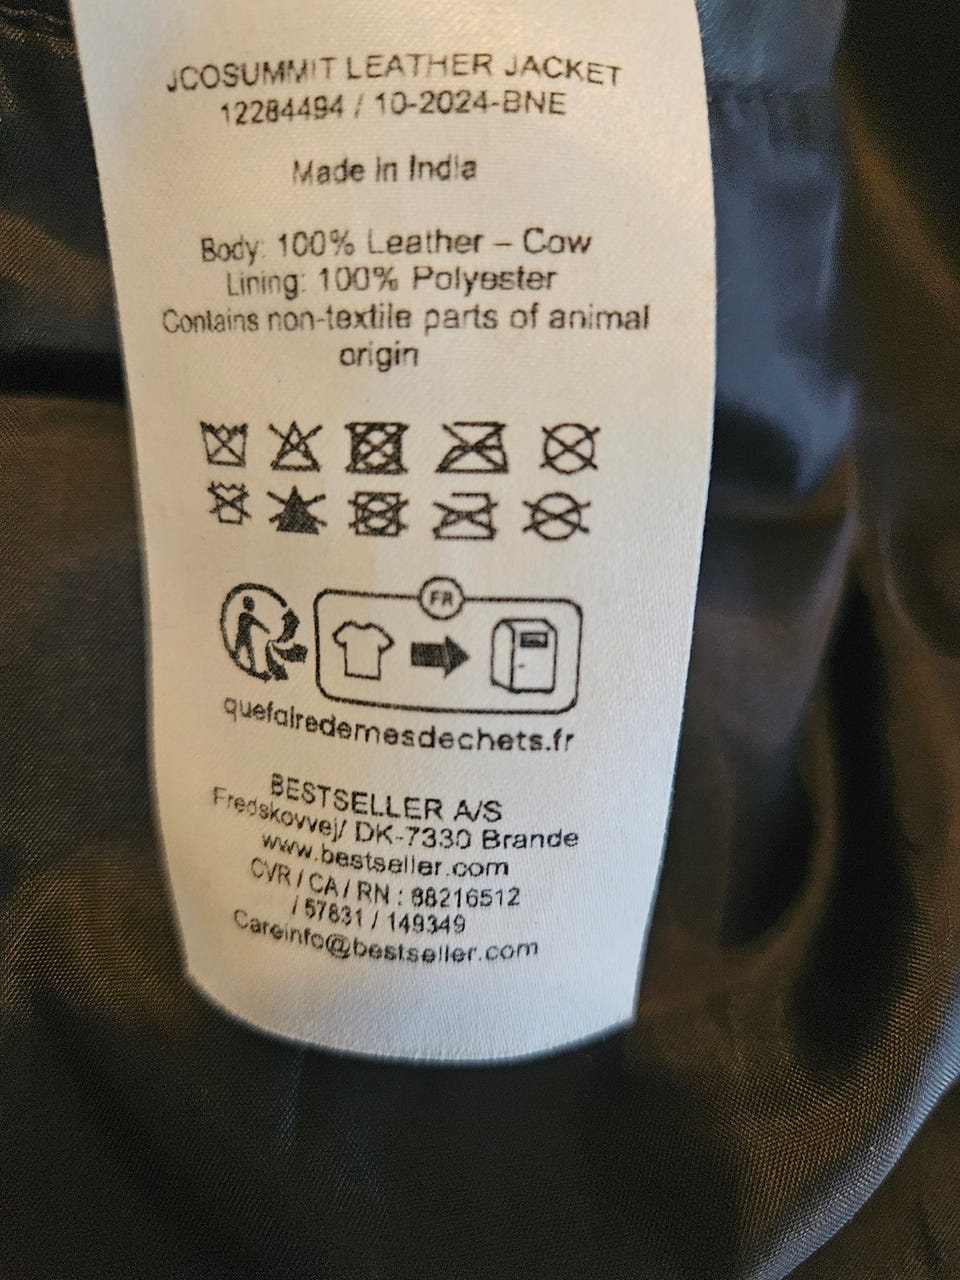 JCOSUMMIT LEATHER JACKET
12284494 / 10-2024-BNE
Made in India
Body: 100% Leather – Cow
Lining: 100% Polyester
Contains non-textile parts of animal
origin
FR
quefairedemesdechets.fr
BESTSELLER A/S
Fredskovvej/ DK-7330 Brande
www.bestseller.com
CVR / CA / RN : 88216512
/ 57831 / 149349
Careinfo@bestseller.com